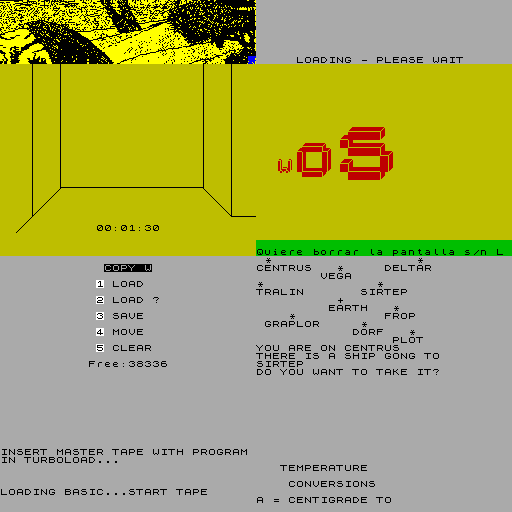 LOADING - PLEASE WAIT
wOS
00:01:30
Quiere borrar la pantalla s/n L
COPY W
1 LOAD
2 LOAD ?
3 SAVE
4 MOVE
5 CLEAR
Free:38336
INSERT MASTER TAPE WITH PROGRAM
IN TURBOLOAD...
LOADING BASIC...START TAPE
CENTRUS DELTAR
VEGA
TRALIN SIRTEP
EARTH
FROP
GRAPLOR
DORF
PLOT
YOU ARE ON CENTRUS
THERE IS A SHIP GONG TO
SIRTEP
DO YOU WANT TO TAKE IT?
TEMPERATURE
CONVERSIONS
A = CENTIGRADE TO